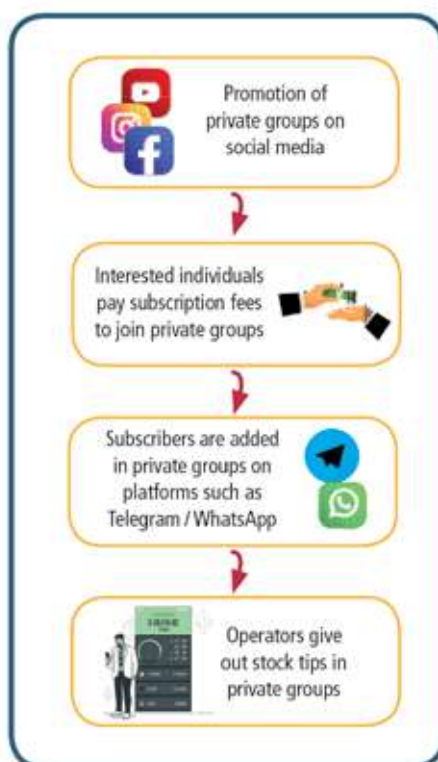 Promotion of
private groups on
social media
Interested individuals
pay subscription fees
to join private groups
Subscribers are added
in private groups on
platforms such as
Telegram / WhatsApp
Operators give
out stock tips in
private groups